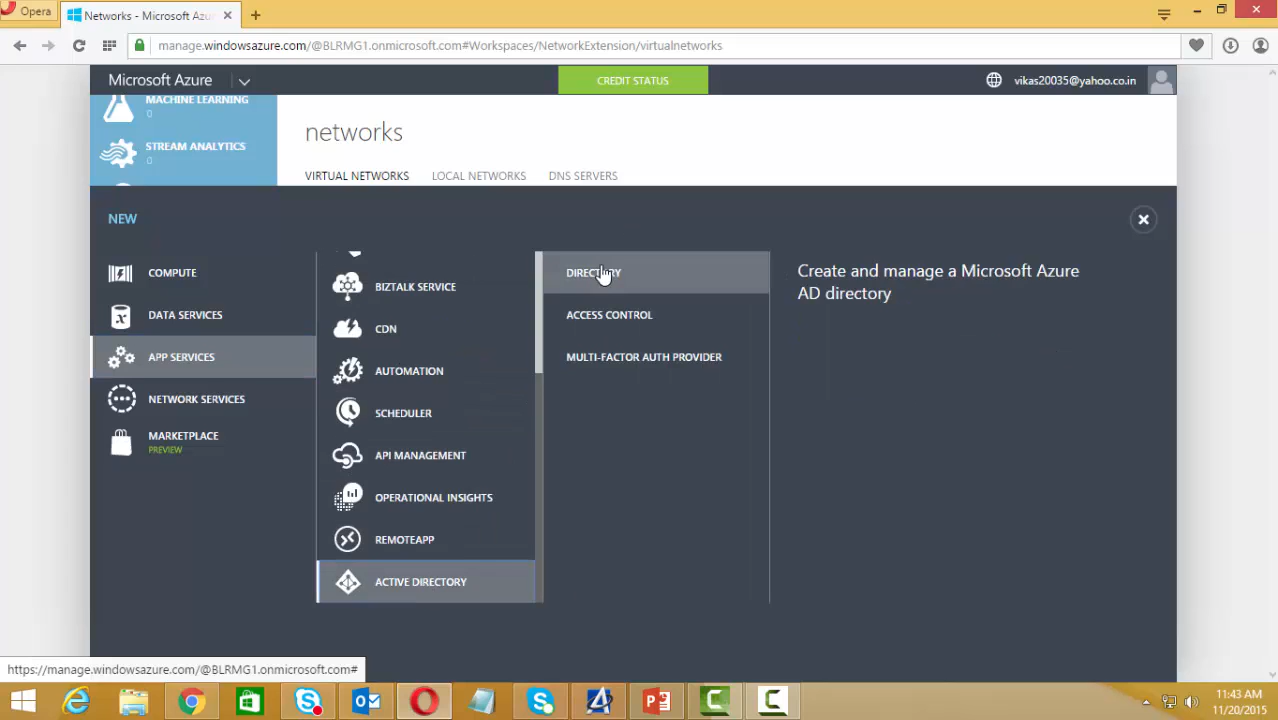 Opera
Networks - Microsoft Azu
manage.windowsazure.com/@BLRMG1.onmicrosoft.com#Workspaces/NetworkExtension/virtualnetworks
Microsoft Azure
CREDIT STATUS
vikas20035@yahoo.co.in
MACHINE LEARNING
0
STREAM ANALYTICS
0
networks
VIRTUAL NETWORKS
LOCAL NETWORKS
DNS SERVERS
NEW
COMPUTE
DATA SERVICES
APP SERVICES
NETWORK SERVICES
MARKETPLACE
PREVIEW
BIZTALK SERVICE
CDN
AUTOMATION
SCHEDULER
API MANAGEMENT
OPERATIONAL INSIGHTS
REMOTEAPP
ACTIVE DIRECTORY
DIRECTORY
ACCESS CONTROL
MULTI-FACTOR AUTH PROVIDER
Create and manage a Microsoft Azure
AD directory
https://manage.windowsazure.com/@BLRMG1.onmicrosoft.com#
11:43 AM
11/20/2015